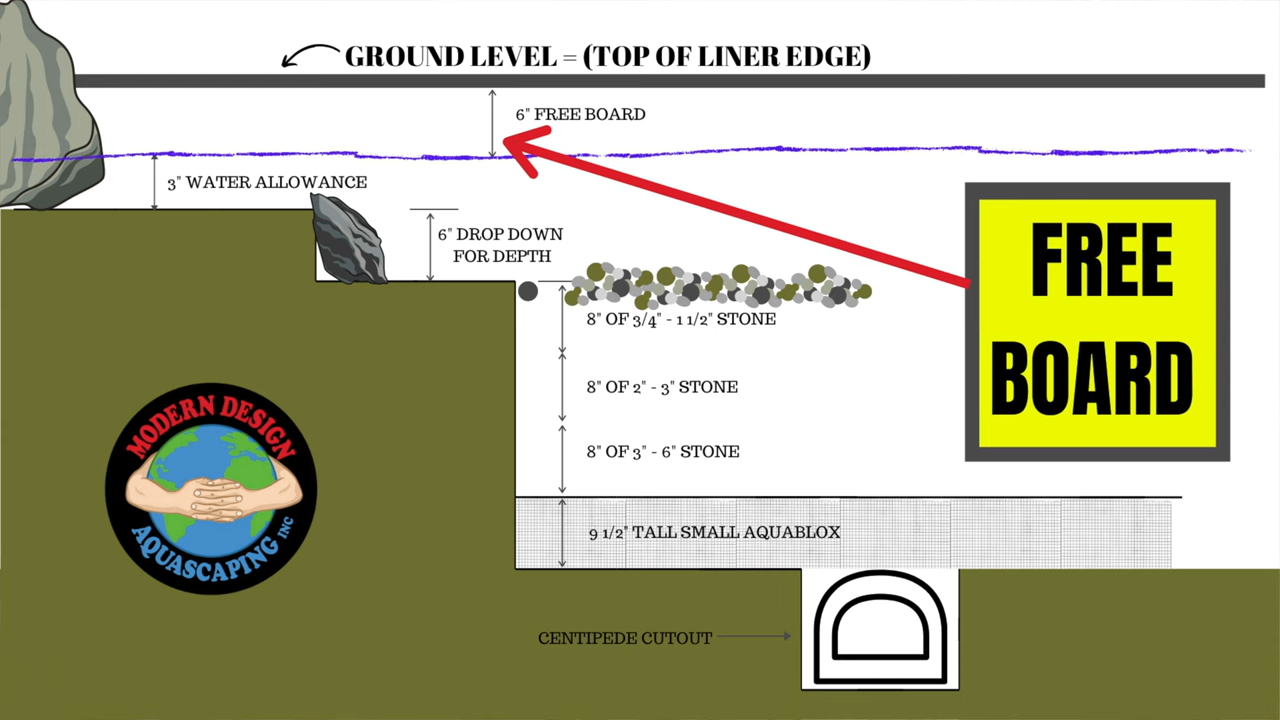 GROUND LEVEL = (TOP OF LINER EDGE)
6" FREE BOARD
3" WATER ALLOWANCE
6" DROP DOWN
FOR DEPTH
FREE
BOARD
8" OF 3/4" - 1 1/2" STONE
8" OF 2" - 3" STONE
8" OF 3" - 6" STONE
MODERN DESIGN
AQUASCAPING INC
9 1/2" TALL SMALL AQUABLOX
CENTIPEDE CUTOUT